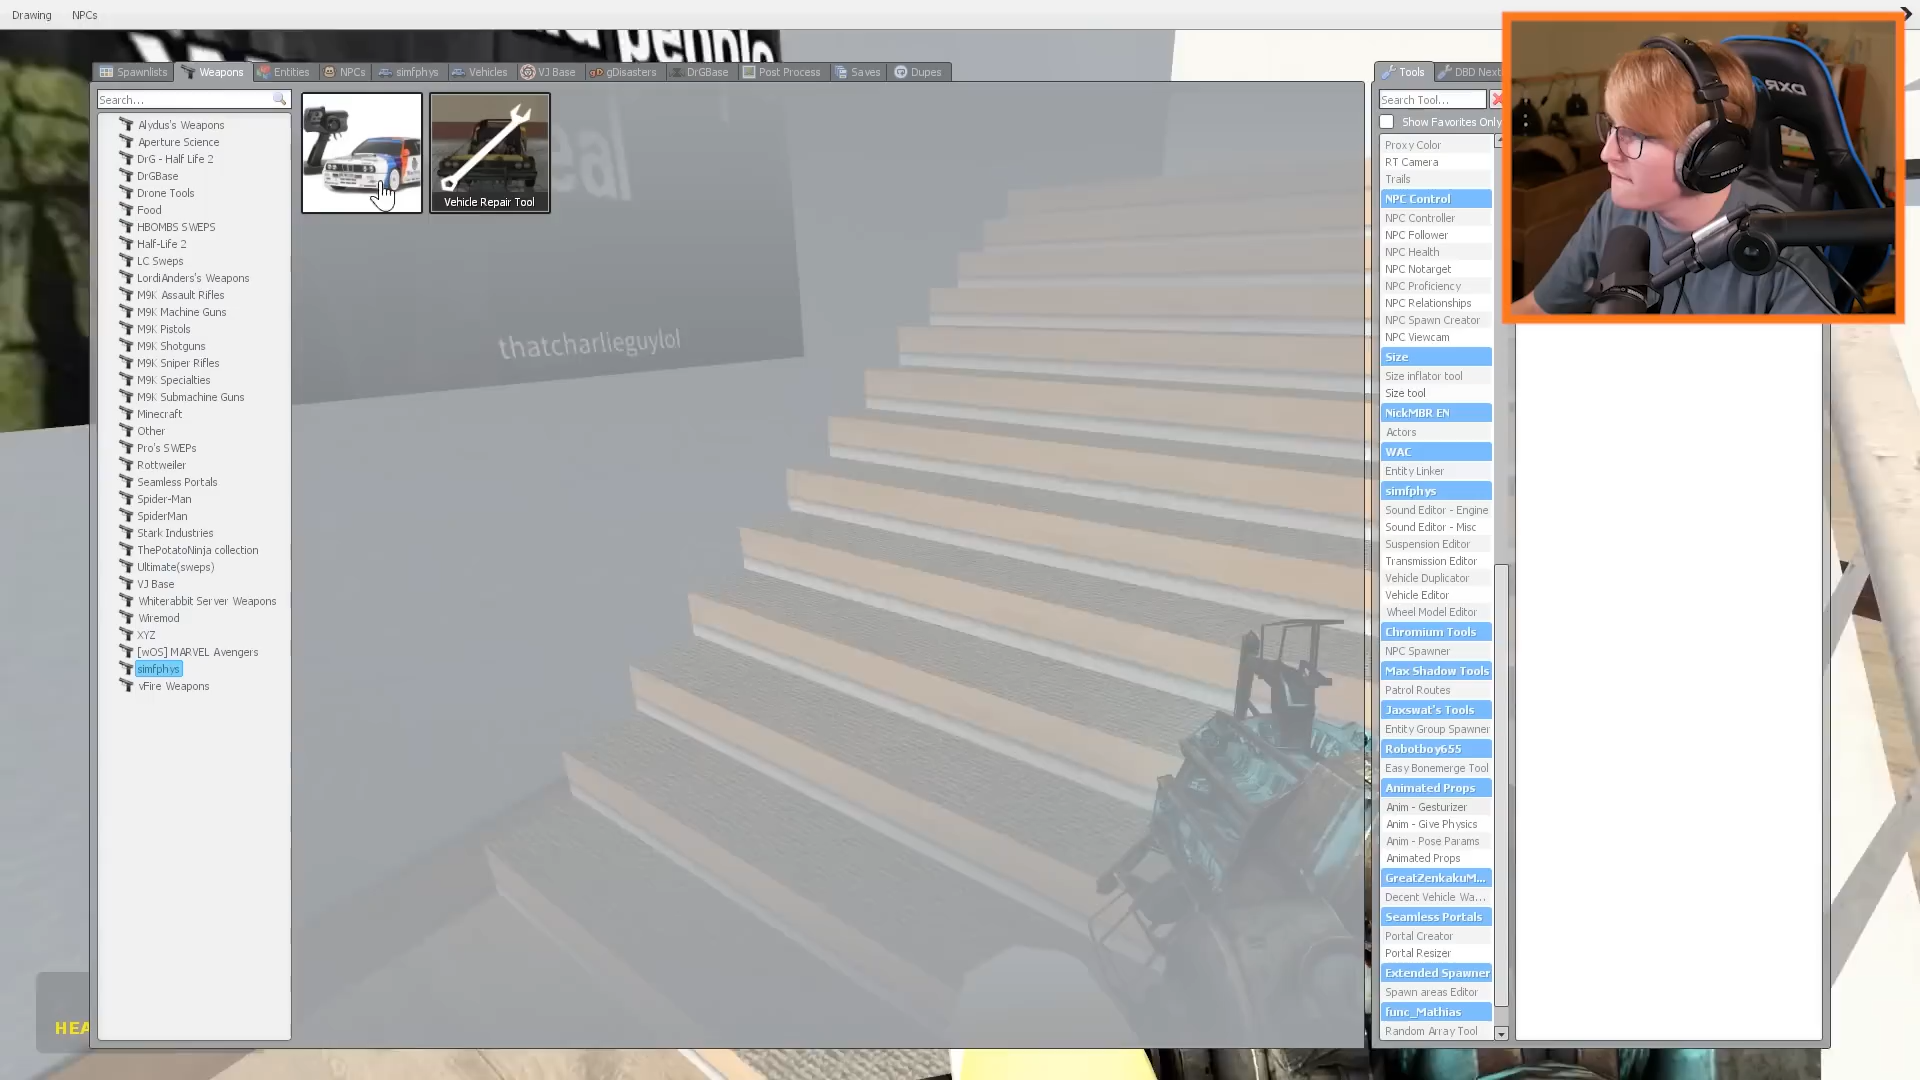 Drawing
NPCs
people
Spawnlists
Weapons
Entities
NPCs
simfphys
Vehicles
VJ Base
gDisasters
DrGBase
Post Process
Saves
Dupes
Tools
DBD Next
Search...
Alydus's Weapons
Aperture Science
DrG - Half Life 2
DrGBase
Drone Tools
Food
HBOMBS SWEPS
Half-Life 2
LC Sweps
LordiAnders's Weapons
M9K Assault Rifles
M9K Machine Guns
M9K Pistols
M9K Shotguns
M9K Sniper Rifles
M9K Specialties
M9K Submachine Guns
Minecraft
Other
Pro's SWEPs
Rottweiler
Seamless Portals
Spider-Man
SpiderMan
Stark Industries
ThePotatoNinja collection
Ultimate(sweps)
VJ Base
Whiterabbit Server Weapons
Wiremod
XYZ
[wOS] MARVEL Avengers
simfphys
vFire Weapons
Vehicle Repair Tool
eal
thatcharlieguylol
HEA
Search Tool...
Show Favorites Only
Proxy Color
RT Camera
Trails
NPC Control
NPC Controller
NPC Follower
NPC Health
NPC Notarget
NPC Proficiency
NPC Relationships
NPC Spawn Creator
NPC Viewcam
Size
Size inflator tool
Size tool
NickMBR EN
Actors
WAC
Entity Linker
simfphys
Sound Editor - Engine
Sound Editor - Misc
Suspension Editor
Transmission Editor
Vehicle Duplicator
Vehicle Editor
Wheel Model Editor
Chromium Tools
NPC Spawner
Max Shadow Tools
Patrol Routes
Jaxswat's Tools
Entity Group Spawner
Robotboy655
Easy Bonemerge Tool
Animated Props
Anim - Gesturizer
Anim - Give Physics
Anim - Pose Params
Animated Props
GreatZenkakuM...
Decent Vehicle Wa...
Seamless Portals
Portal Creator
Portal Resizer
Extended Spawner
Spawn areas Editor
func_Mathias
Random Array Tool
DXR